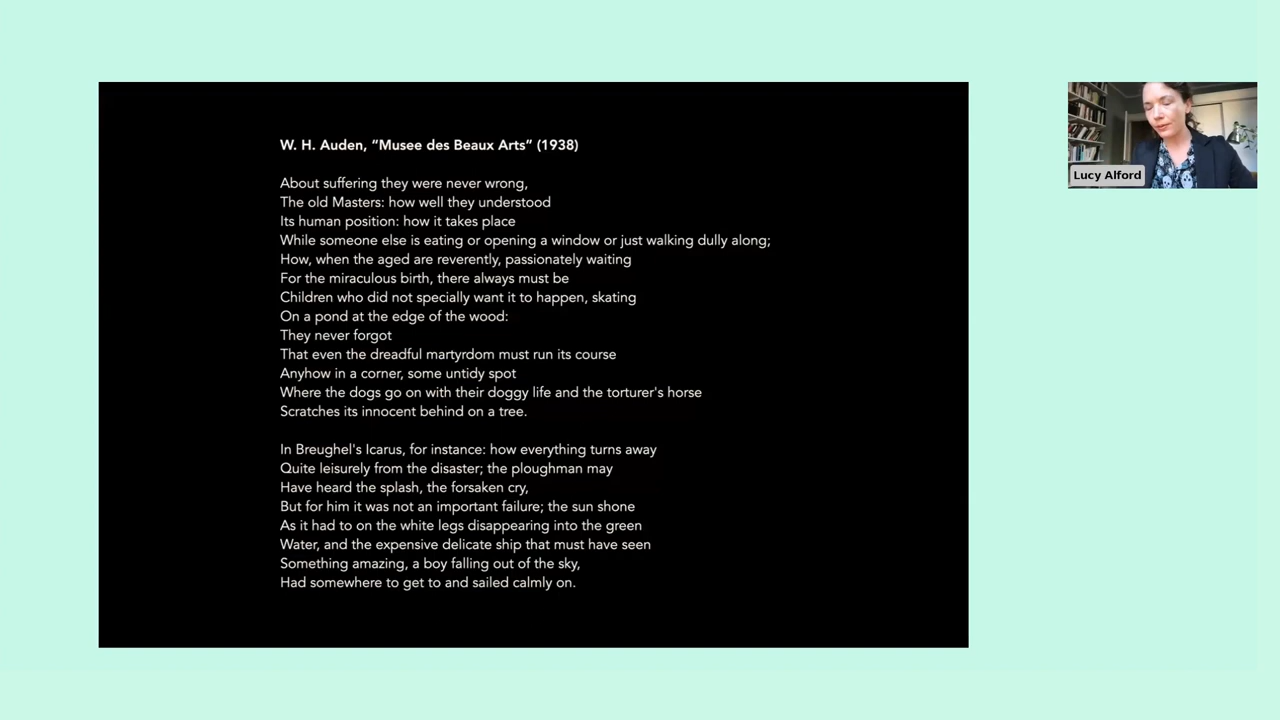 W. H. Auden, “Musee des Beaux Arts” (1938)
About suffering they were never wrong,
The old Masters: how well they understood
Its human position: how it takes place
While someone else is eating or opening a window or just walking dully along;
How, when the aged are reverently, passionately waiting
For the miraculous birth, there always must be
Children who did not specially want it to happen, skating
On a pond at the edge of the wood:
They never forgot
That even the dreadful martyrdom must run its course
Anyhow in a corner, some untidy spot
Where the dogs go on with their doggy life and the torturer's horse
Scratches its innocent behind on a tree.
In Breughel's Icarus, for instance: how everything turns away
Quite leisurely from the disaster; the ploughman may
Have heard the splash, the forsaken cry,
But for him it was not an important failure; the sun shone
As it had to on the white legs disappearing into the green
Water, and the expensive delicate ship that must have seen
Something amazing, a boy falling out of the sky,
Had somewhere to get to and sailed calmly on.
Lucy Alford